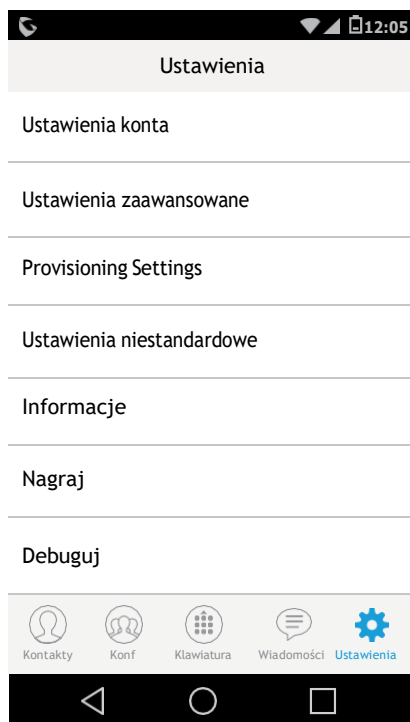 12:05
Ustawienia
Ustawienia konta
Ustawienia zaawansowane
Provisioning Settings
Ustawienia niestandardowe
Informacje
Nagraj
Debuguj
Kontakty Konf Klawiatura Wiadomości Ustawienia